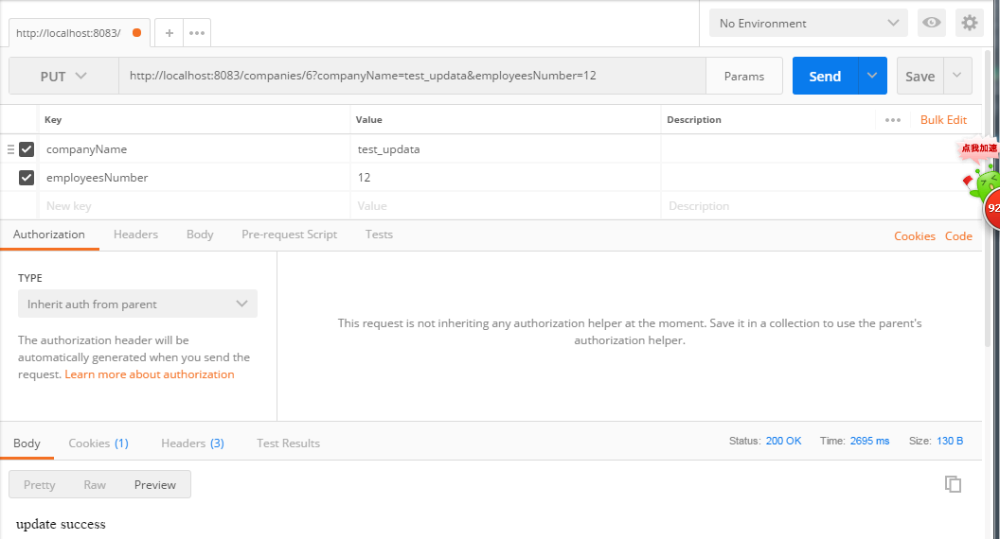 http://localhost:8083/
No Environment
PUT
http://localhost:8083/companies/6?companyName=test_updata&employeesNumber=12
Params
Send
Save
Key Value Description
Bulk Edit
companyName test_updata
employeesNumber 12
New key Value Description
点我加速
92
Authorization Headers Body Pre-request Script Tests
Cookies Code
TYPE
Inherit auth from parent
The authorization header will be
automatically generated when you send the
request. Learn more about authorization
This request is not inheriting any authorization helper at the moment. Save it in a collection to use the parent's
authorization helper.
Body Cookies (1) Headers (3) Test Results
Status: 200 OK Time: 2695 ms Size: 130 B
Pretty Raw Preview
update success